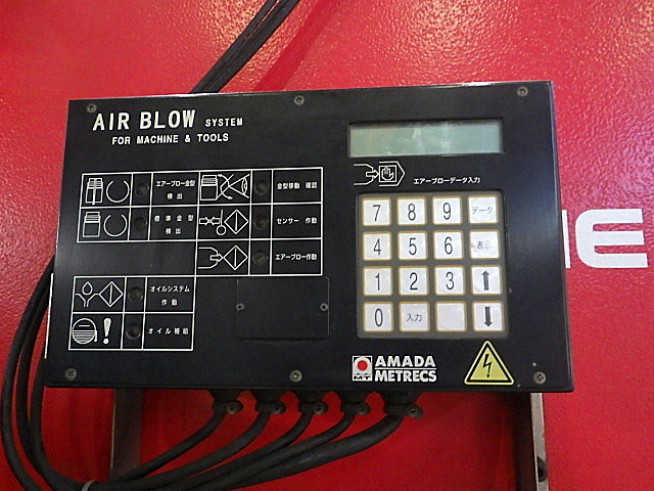 AIR BLOW SYSTEM
FOR MACHINE & TOOLS
エアーブロー金型
検出
金型移動 確認
標準金型
検出
センサー 作動
エアーブロー作動
オイルシステム
作動
オイル補給
エアーブローデータ入力
7 8 9 データ
4 5 6 表示
1 2 3 ↑
0 入力 ↓
AMADA
METRECS
NE